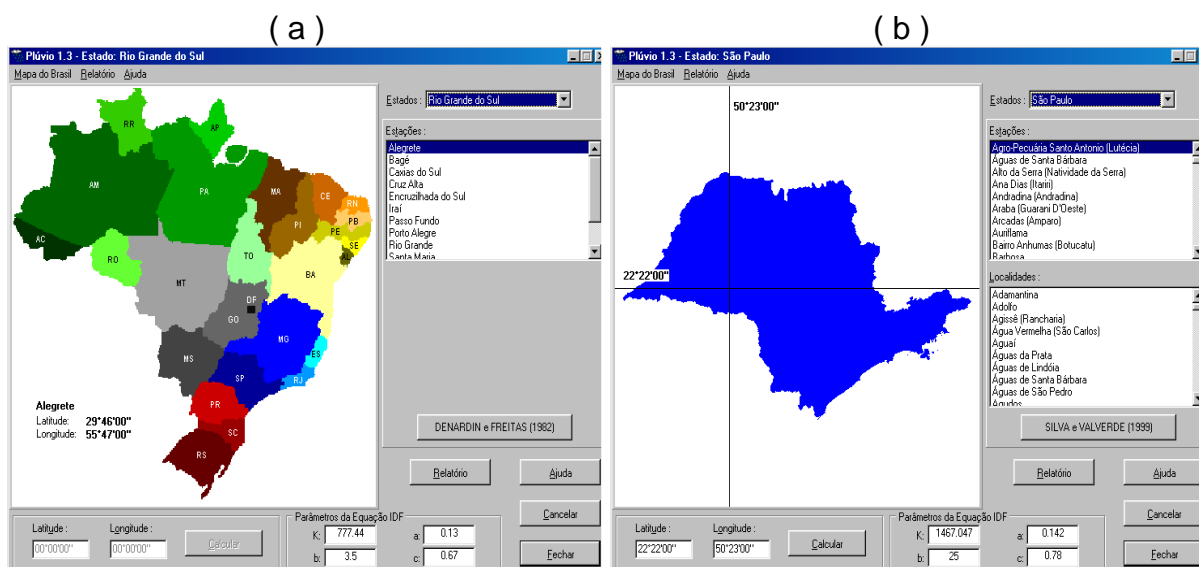 ( a )
Plúvio 1.3 - Estado: Rio Grande do Sul
Mapa do Brasil Relatório Ajuda
Estados : Rio Grande do Sul
Estações :
Alegrete
Bagé
Caxias do Sul
Cruz Alta
Encruzilhada do Sul
Iraí
Passo Fundo
Porto Alegre
Rio Grande
Santa Maria
RR
AP
AM
PA
MA
CE
RN
PB
PI
PE
AC
SE
AL
RO
TO
BA
MT
DF
GO
MG
ES
MS
SP
RJ
PR
SC
RS
Alegrete
Latitude: 29°46'00"
Longitude: 55°47'00"
DENARDIN e FREITAS (1982)
Relatório Ajuda
Cancelar
Fechar
Latitude : Longitude :
00°00'00" 00°00'00" Calcular
Parâmetros da Equação IDF
K: 777.44 a: 0.13
b: 3.5 c: 0.67
( b )
Plúvio 1.3 - Estado: São Paulo
Mapa do Brasil Relatório Ajuda
50°23'00"
22°22'00"
Estados : São Paulo
Estações :
Agro-Pecuária Santo Antonio (Lutécia)
Águas de Santa Bárbara
Alto da Serra (Natividade da Serra)
Ana Dias (Itariri)
Andradina (Andradina)
Araba (Guarani D'Oeste)
Arcadas (Amparo)
Auriflama
Bairro Anhumas (Botucatu)
Barbosa
Localidades :
Adamantina
Adolfo
Agissê (Rancharia)
Água Vermelha (São Carlos)
Aguaí
Águas da Prata
Águas de Lindóia
Águas de Santa Bárbara
Águas de São Pedro
Agudos
SILVA e VALVERDE (1999)
Relatório Ajuda
Cancelar
Fechar
Latitude : Longitude :
22°22'00" 50°23'00" Calcular
Parâmetros da Equação IDF
K: 1467.047 a: 0.142
b: 25 c: 0.78